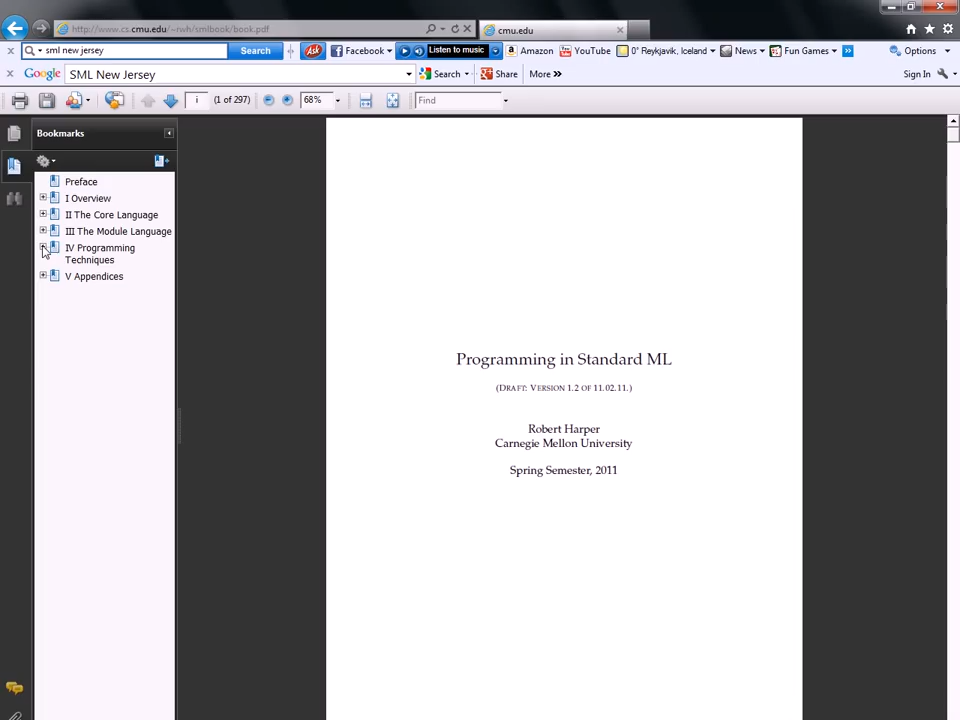 http://www.cs.cmu.edu/~rwh/smlbook/book.pdf
cmu.edu
sml new jersey
Search
Ask
Facebook
Listen to music
Amazon
YouTube
0° Reykjavik, Iceland
News
Fun Games
Options
Google
SML New Jersey
Search
Share
More »
Sign In
i
(1 of 297)
68%
Find
Bookmarks
Preface
I Overview
II The Core Language
III The Module Language
IV Programming
Techniques
V Appendices
Programming in Standard ML
(DRAFT: VERSION 1.2 OF 11.02.11.)
Robert Harper
Carnegie Mellon University
Spring Semester, 2011